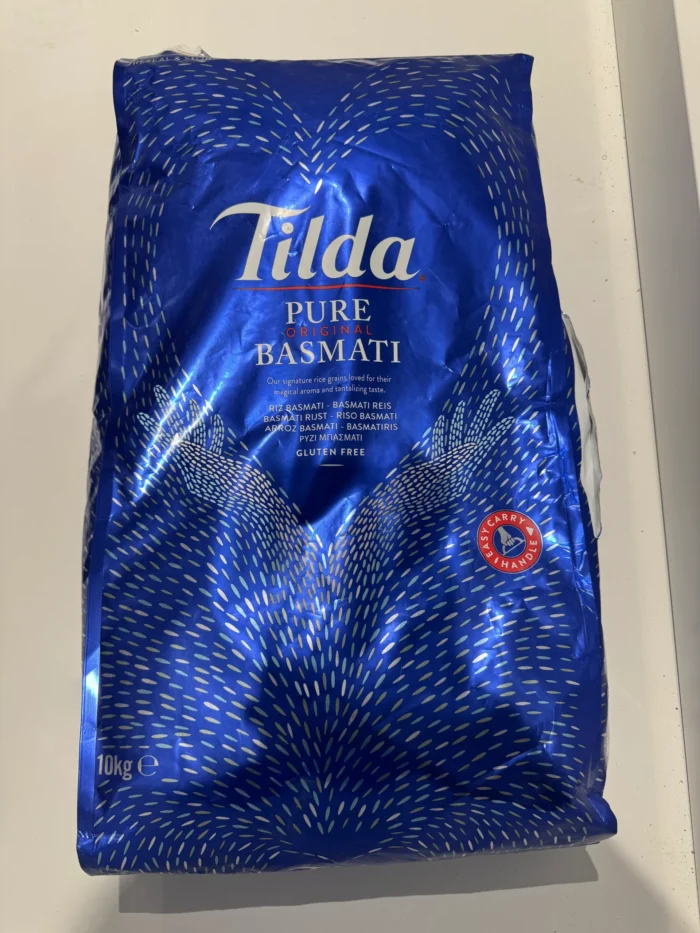 Tilda
PURE
ORIGINAL
BASMATI
Our signature rice grains loved for their
magical aroma and tantalizing taste.
RIZ BASMATI - BASMATI REIS
BASMATI RIJST - RISO BASMATI
ARROZ BASMATI - BASMATIRIS
ΡΥΖΙ ΜΠΑΣΜΑΤΙ
GLUTEN FREE
EASY CARRY
HANDLE
10kg ℮